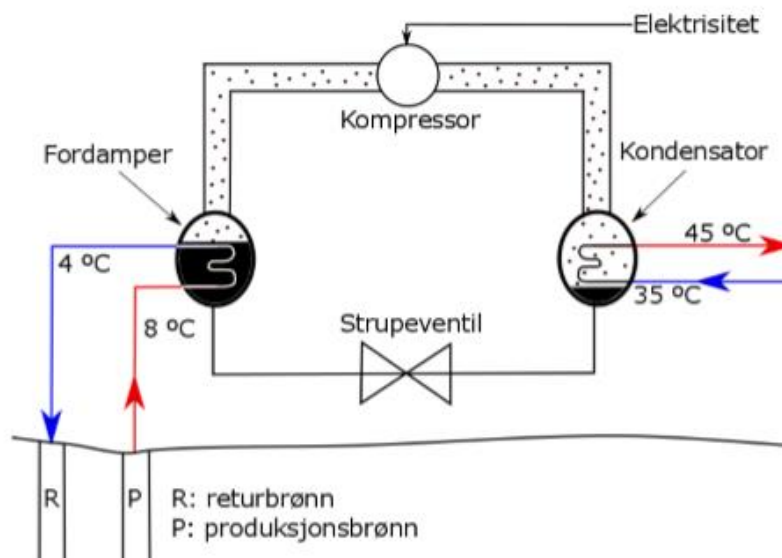 Elektrisitet
Kompressor
Fordamper
Kondensator
4 ºC
45 ºC
8 ºC
35 ºC
Strupeventil
R
P
R: returbrønn
P: produksjonsbrønn